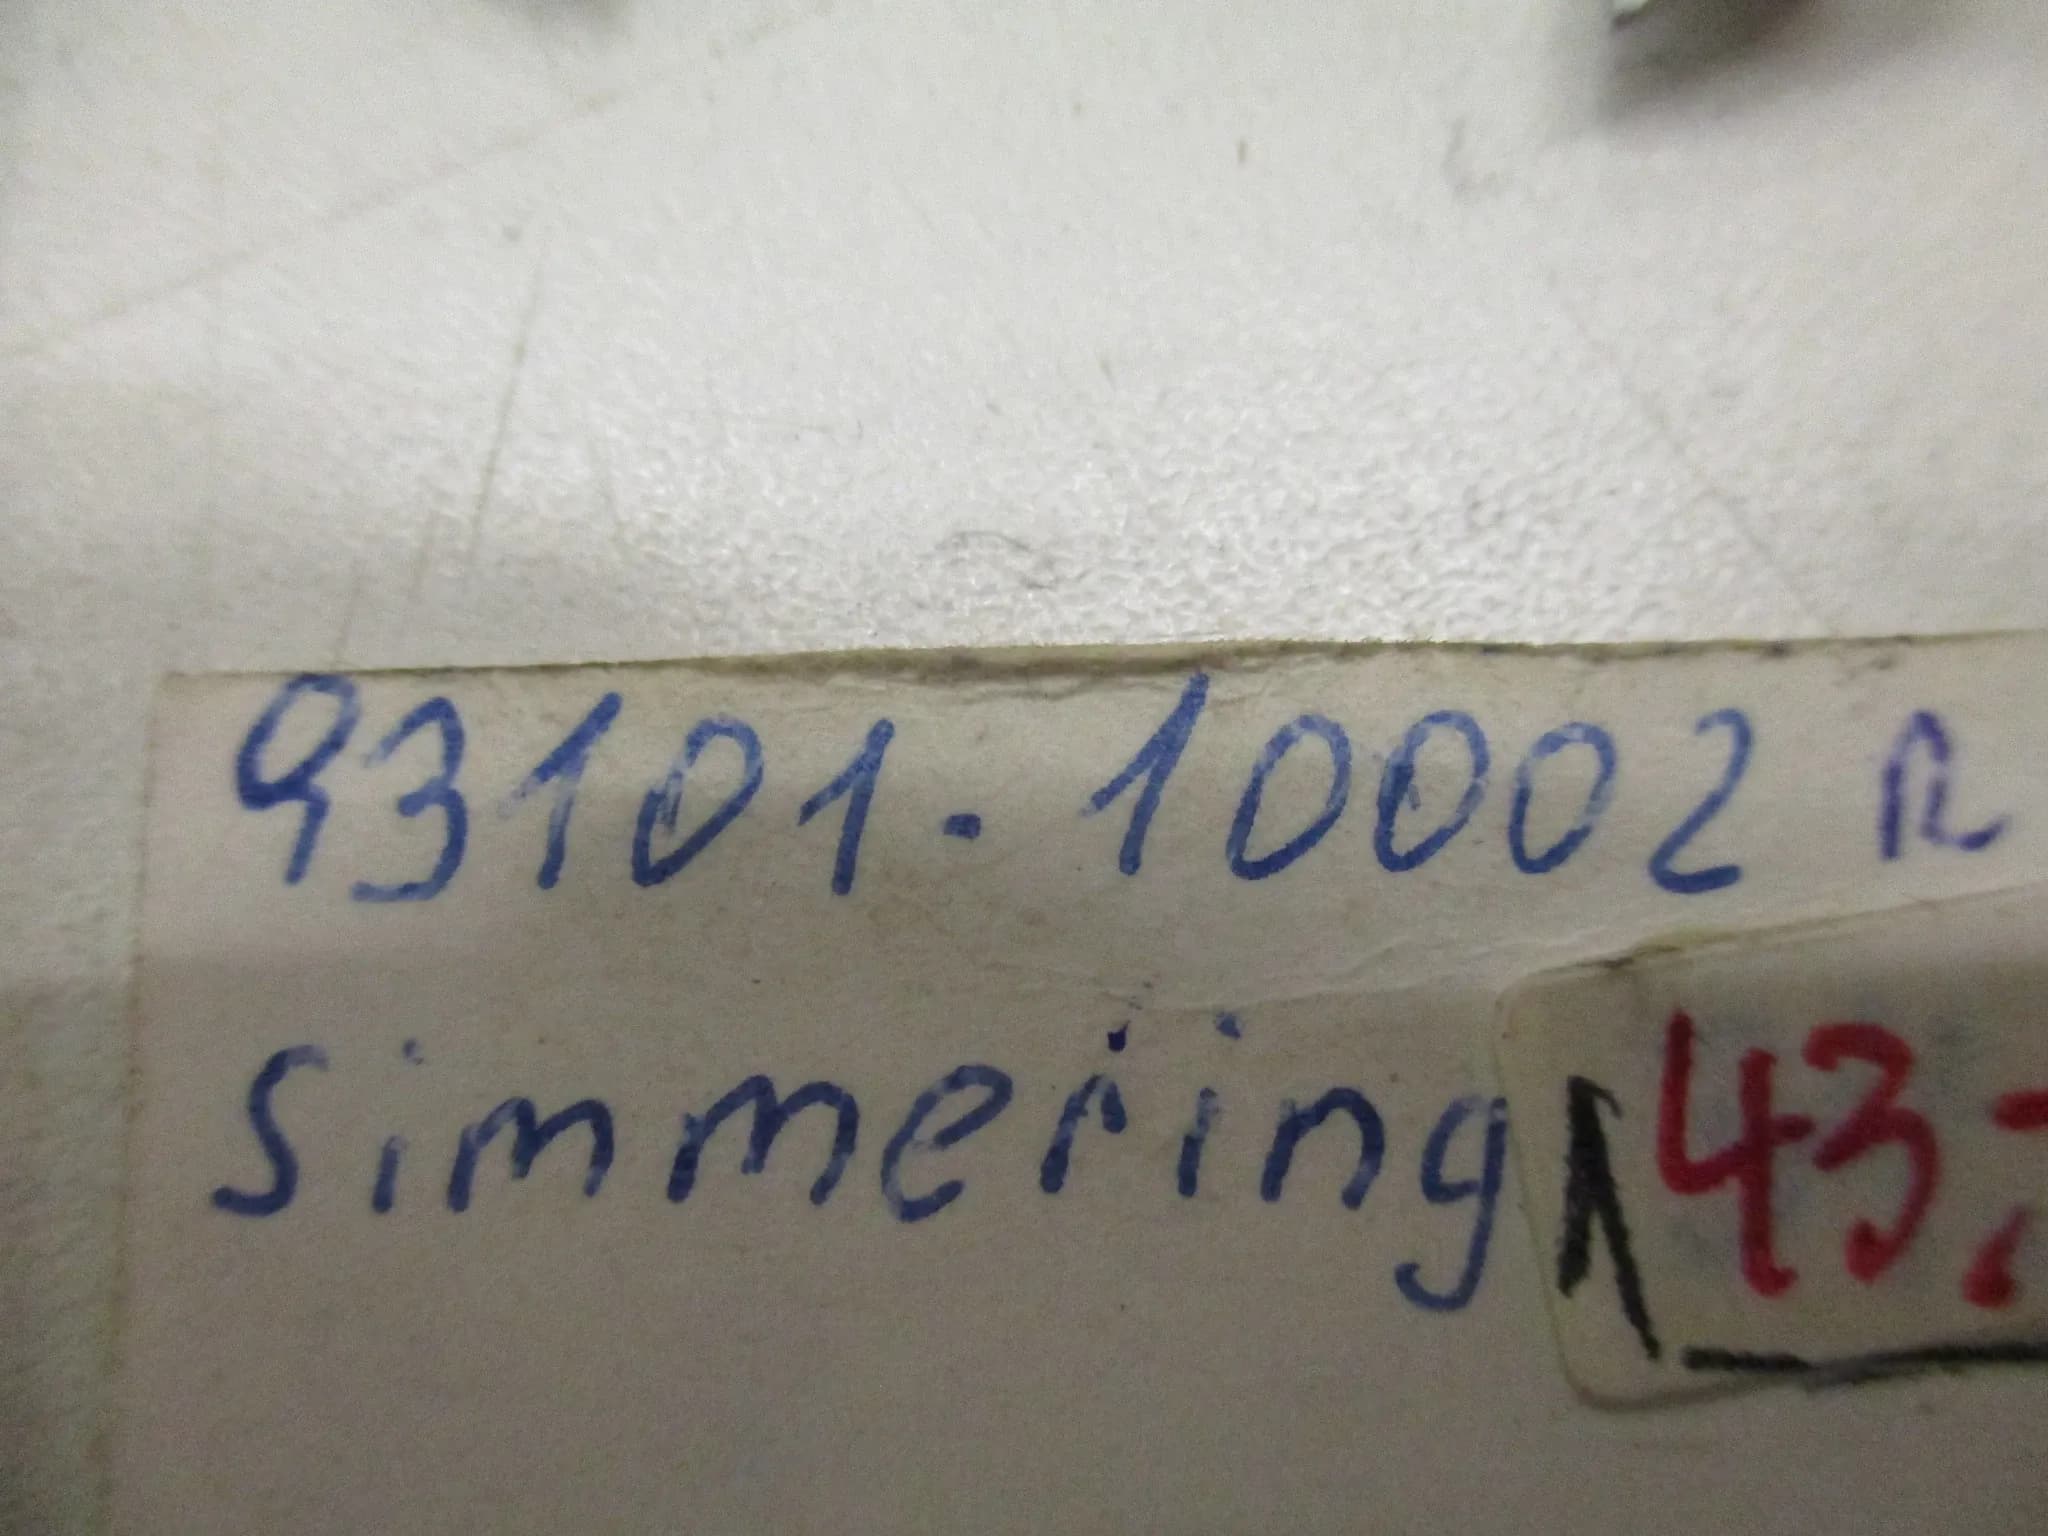 93101.10002 R
Simmering
43,-